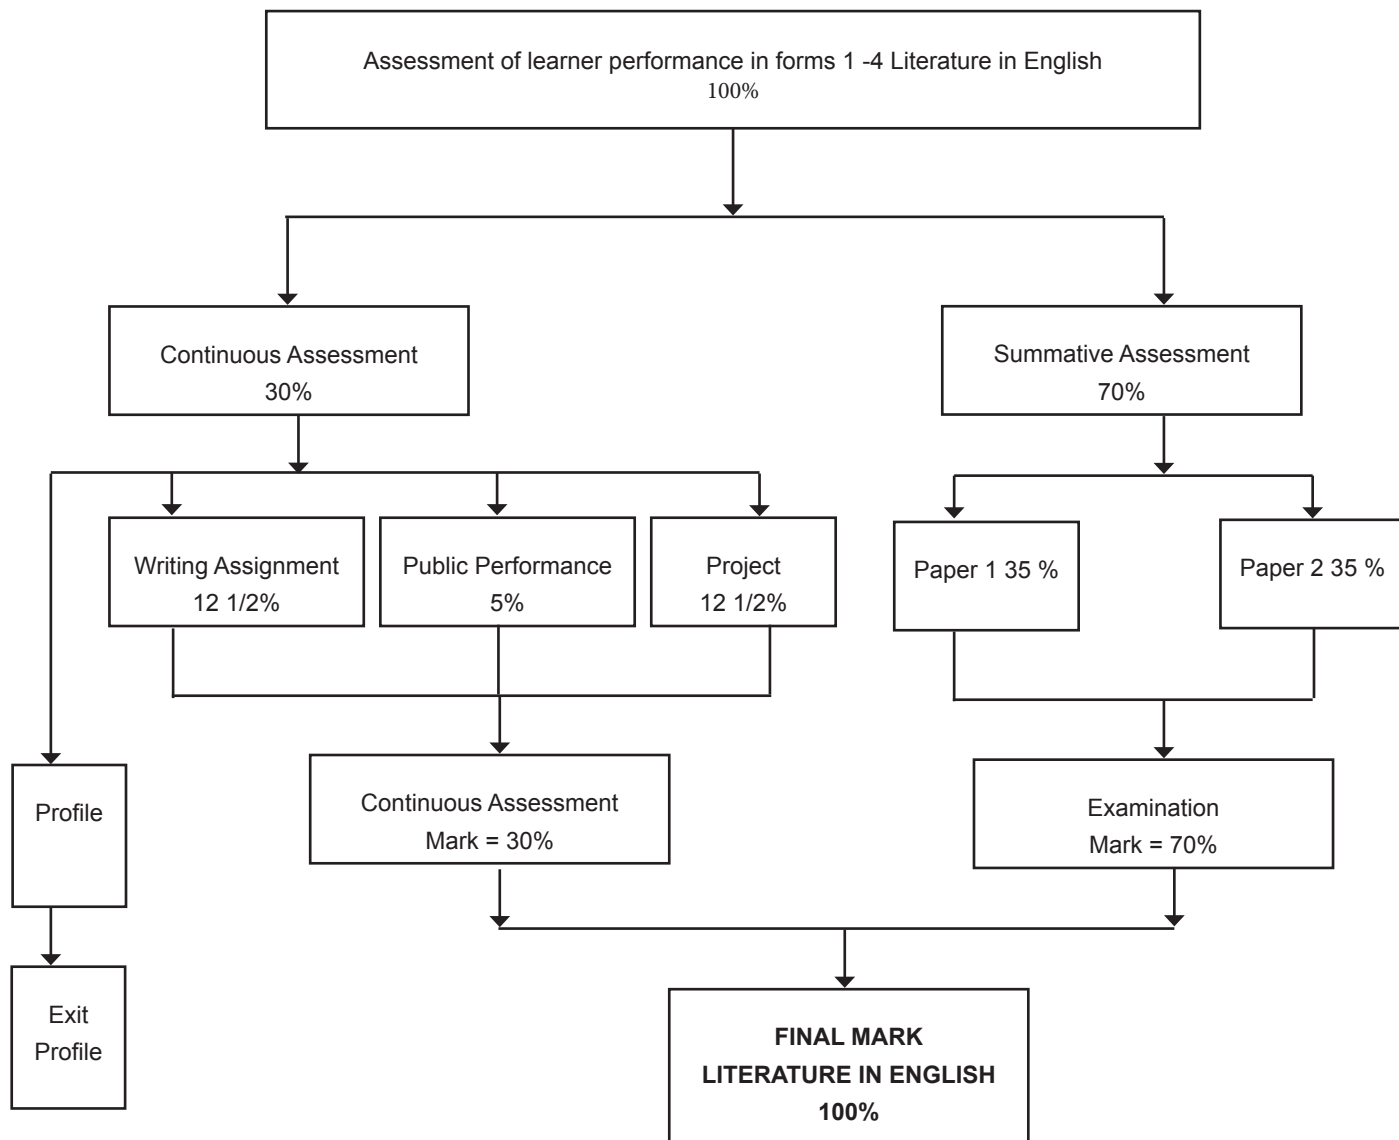 Assessment of learner performance in forms 1 -4 Literature in English
100%
Continuous Assessment
30%
Summative Assessment
70%
Writing Assignment
12 1/2%
Public Performance
5%
Project
12 1/2%
Paper 1 35 %
Paper 2 35 %
Profile
Continuous Assessment
Mark = 30%
Examination
Mark = 70%
Exit
Profile
FINAL MARK
LITERATURE IN ENGLISH
100%